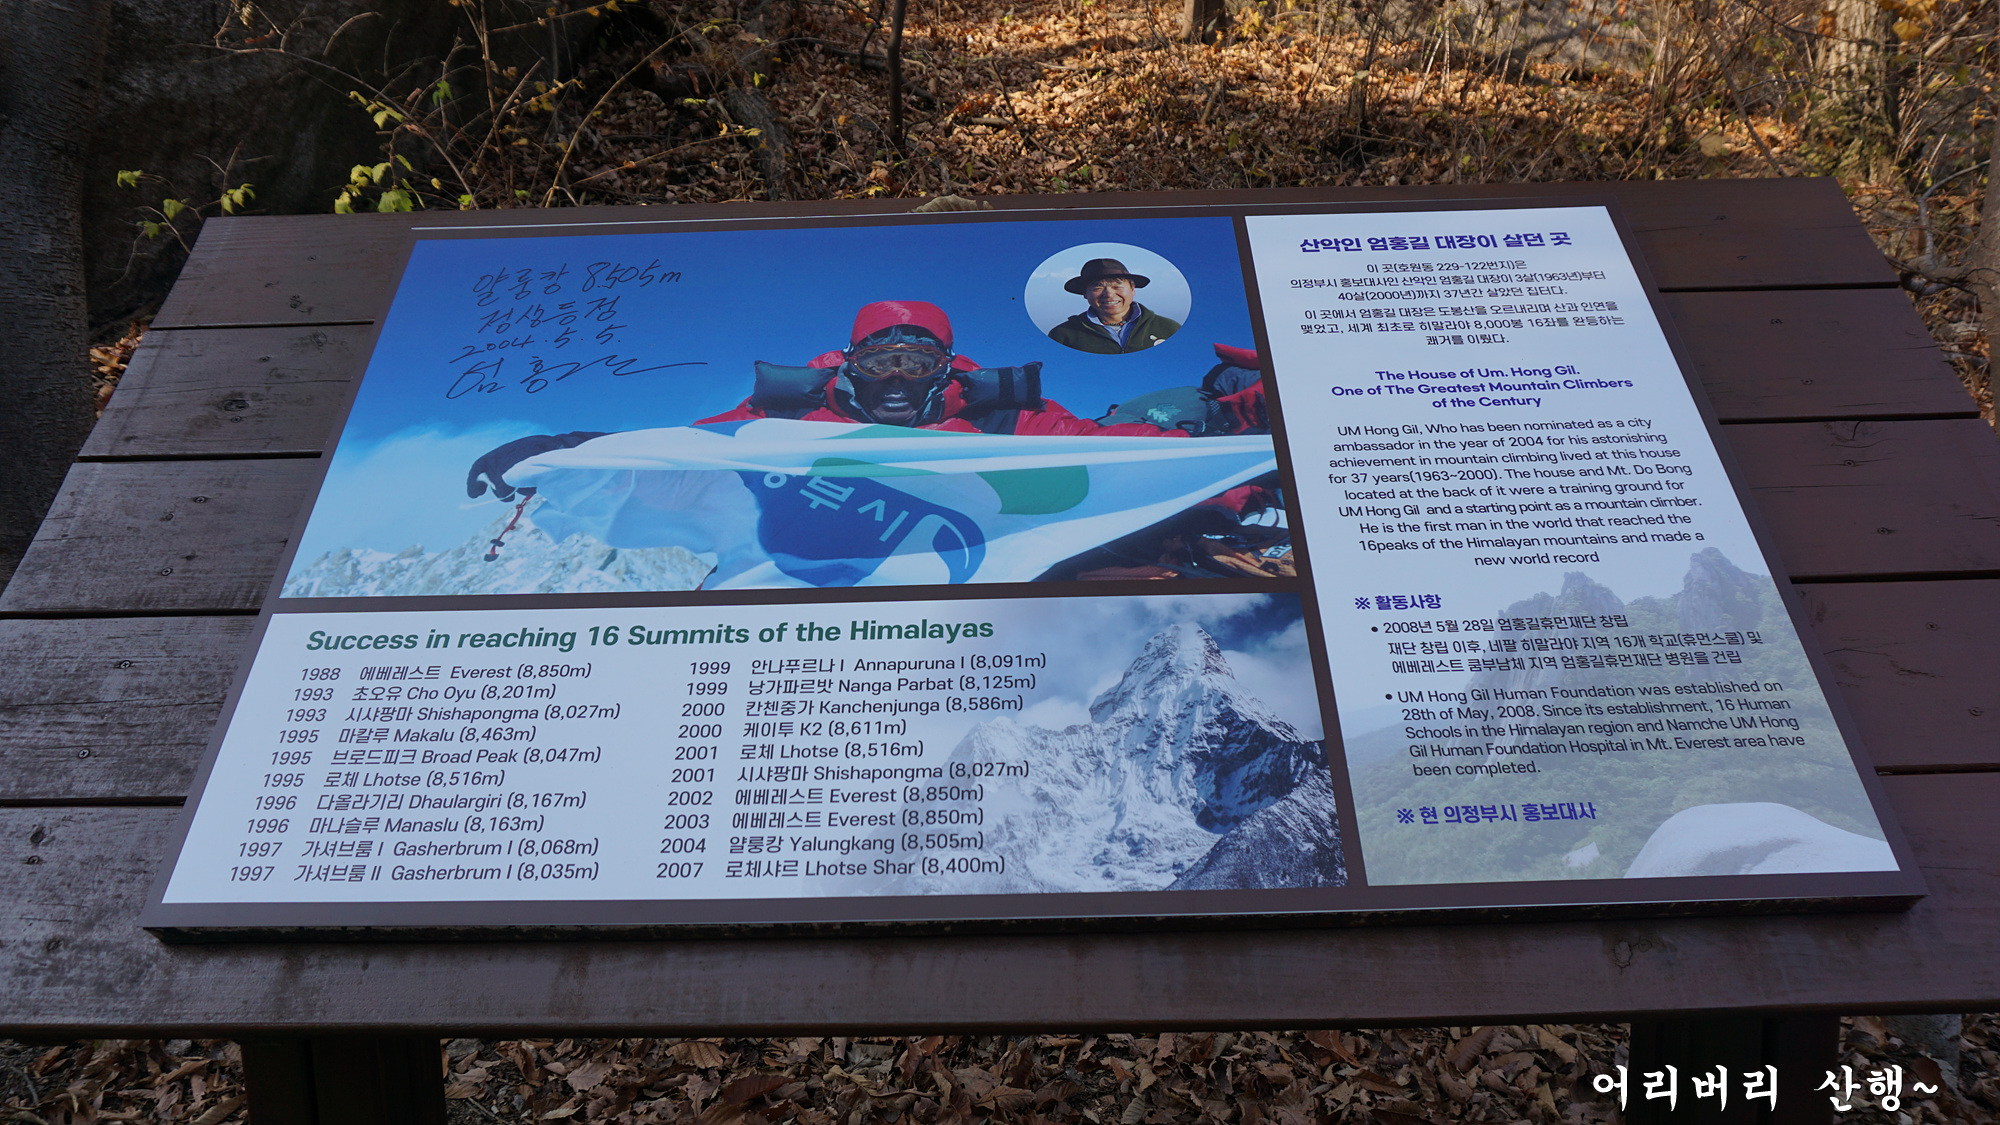 얄룽캉 8,505m
정상등정
2004. 5. 5.
엄홍길
정부시
Success in reaching 16 Summits of the Himalayas
1988 에베레스트 Everest (8,850m)
1993 초오유 Cho Oyu (8,201m)
1993 시샤팡마 Shishapongma (8,027m)
1995 마칼루 Makalu (8,463m)
1995 브로드피크 Broad Peak (8,047m)
1995 로체 Lhotse (8,516m)
1996 다올라기리 Dhaulargiri (8,167m)
1996 마나슬루 Manaslu (8,163m)
1997 가셔브룸 I Gasherbrum I (8,068m)
1997 가셔브룸 II Gasherbrum I (8,035m)
1999 안나푸르나 I Annapuruna I (8,091m)
1999 낭가파르밧 Nanga Parbat (8,125m)
2000 칸첸중가 Kanchenjunga (8,586m)
2000 케이투 K2 (8,611m)
2001 로체 Lhotse (8,516m)
2001 시샤팡마 Shishapongma (8,027m)
2002 에베레스트 Everest (8,850m)
2003 에베레스트 Everest (8,850m)
2004 얄룽캉 Yalungkang (8,505m)
2007 로체샤르 Lhotse Shar (8,400m)
산악인 엄홍길 대장이 살던 곳
이 곳(호원동 229-122번지)은
의정부시 홍보대사인 산악인 엄홍길 대장이 3살(1963년)부터
40살(2000년)까지 37년간 살았던 집터다.
이 곳에서 엄홍길 대장은 도봉산을 오르내리며 산과 인연을
맺었고, 세계 최초로 히말라야 8,000봉 16좌를 완등하는
쾌거를 이뤘다.
The House of Um. Hong Gil.
One of The Greatest Mountain Climbers
of the Century
UM Hong Gil, Who has been nominated as a city
ambassador in the year of 2004 for his astonishing
achievement in mountain climbing lived at this house
for 37 years(1963~2000). The house and Mt. Do Bong
located at the back of it were a training ground for
UM Hong Gil and a starting point as a mountain climber.
He is the first man in the world that reached the
16peaks of the Himalayan mountains and made a
new world record
※ 활동사항
• 2008년 5월 28일 엄홍길휴먼재단 창립
재단 창립 이후, 네팔 히말라야 지역 16개 학교(휴먼스쿨) 및
에베레스트 쿰부남체 지역 엄홍길휴먼재단 병원을 건립
• UM Hong Gil Human Foundation was established on
28th of May, 2008. Since its establishment, 16 Human
Schools in the Himalayan region and Namche UM Hong
Gil Human Foundation Hospital in Mt. Everest area have
been completed.
※ 현 의정부시 홍보대사
어리버리 산행~